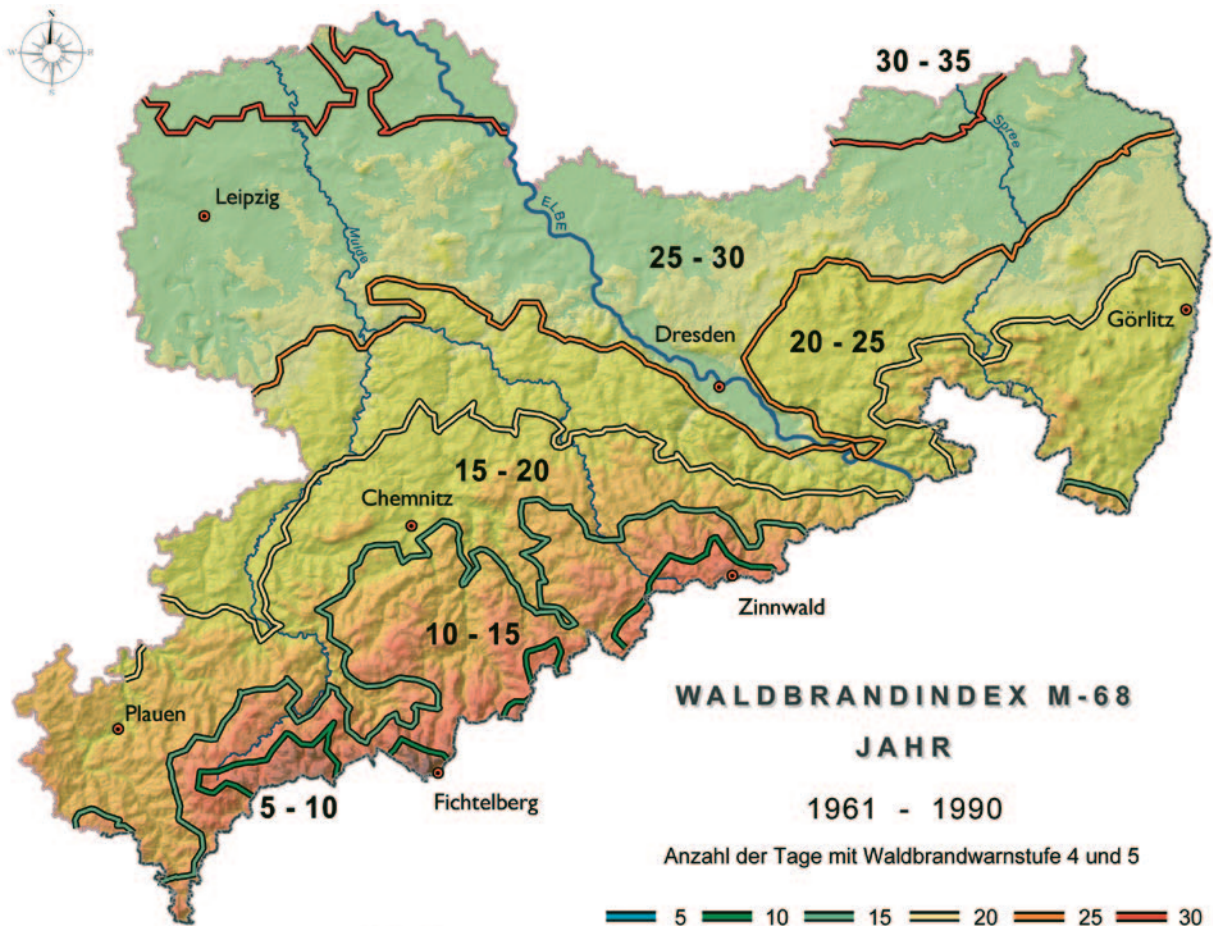 N
W
R
S
30 - 35
Spree
Leipzig
Mulde
ELBE
25 - 30
Dresden
20 - 25
Görlitz
15 - 20
Chemnitz
Zinnwald
10 - 15
Plauen
5 - 10
Fichtelberg
WALDBRANDINDEX M-68
JAHR
1961 - 1990
Anzahl der Tage mit Waldbrandwarnstufe 4 und 5
5 10 15 20 25 30